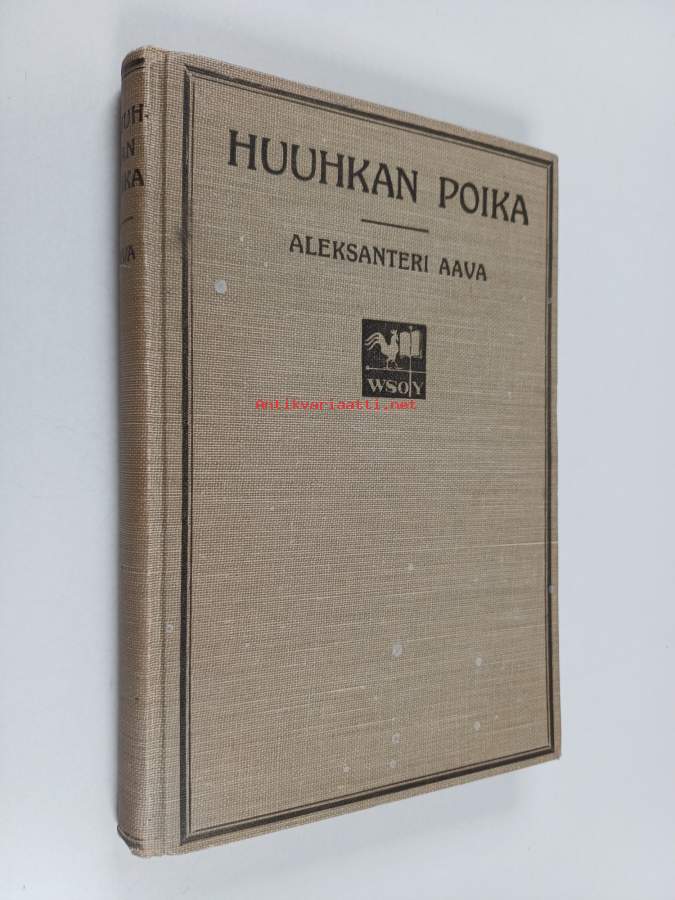 HUUHKAN POIKA
ALEKSANTERI AAVA
WSOY
Antikvariaatti.net